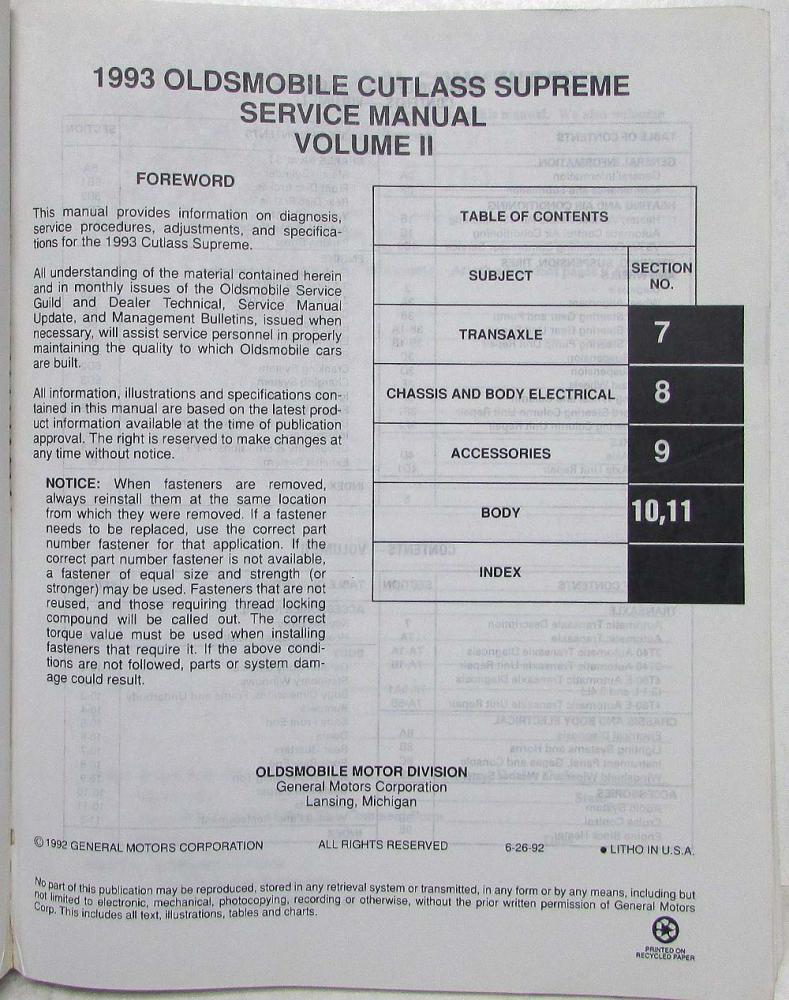 1993 OLDSMOBILE CUTLASS SUPREME
SERVICE MANUAL
VOLUME II
FOREWORD
This manual provides information on diagnosis,
service procedures, adjustments, and specifica-
tions for the 1993 Cutlass Supreme.
All understanding of the material contained herein
and in monthly issues of the Oldsmobile Service
Guild and Dealer Technical, Service Manual
Update, and Management Bulletins, issued when
necessary, will assist service personnel in properly
maintaining the quality to which Oldsmobile cars
are built.
All information, illustrations and specifications con-
tained in this manual are based on the latest prod-
uct information available at the time of publication
approval. The right is reserved to make changes at
any time without notice.
NOTICE: When fasteners are removed,
always reinstall them at the same location
from which they were removed. If a fastener
needs to be replaced, use the correct part
number fastener for that application. If the
correct part number fastener is not available,
a fastener of equal size and strength (or
stronger) may be used. Fasteners that are not
reused, and those requiring thread locking
compound will be called out. The correct
torque value must be used when installing
fasteners that require it. If the above condi-
tions are not followed, parts or system dam-
age could result.
TABLE OF CONTENTS
SUBJECT
SECTION
NO.
TRANSAXLE 7
CHASSIS AND BODY ELECTRICAL 8
ACCESSORIES 9
BODY 10,11
INDEX
OLDSMOBILE MOTOR DIVISION
General Motors Corporation
Lansing, Michigan
©1992 GENERAL MOTORS CORPORATION ALL RIGHTS RESERVED 6-26-92 ● LITHO IN U.S.A.
No part of this publication may be reproduced, stored in any retrieval system or transmitted, in any form or by any means, including but
not limited to electronic, mechanical, photocopying, recording or otherwise, without the prior written permission of General Motors
Corp. This includes all text, illustrations, tables and charts.
PRINTED ON
RECYCLED PAPER